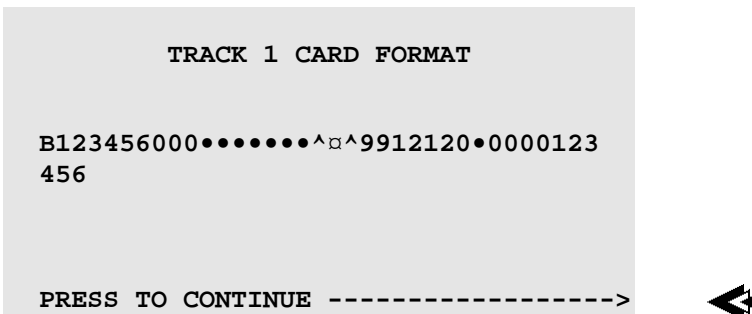 TRACK 1 CARD FORMAT
B123456000•••••••^¤^9912120•0000123
456
PRESS TO CONTINUE ------------------>